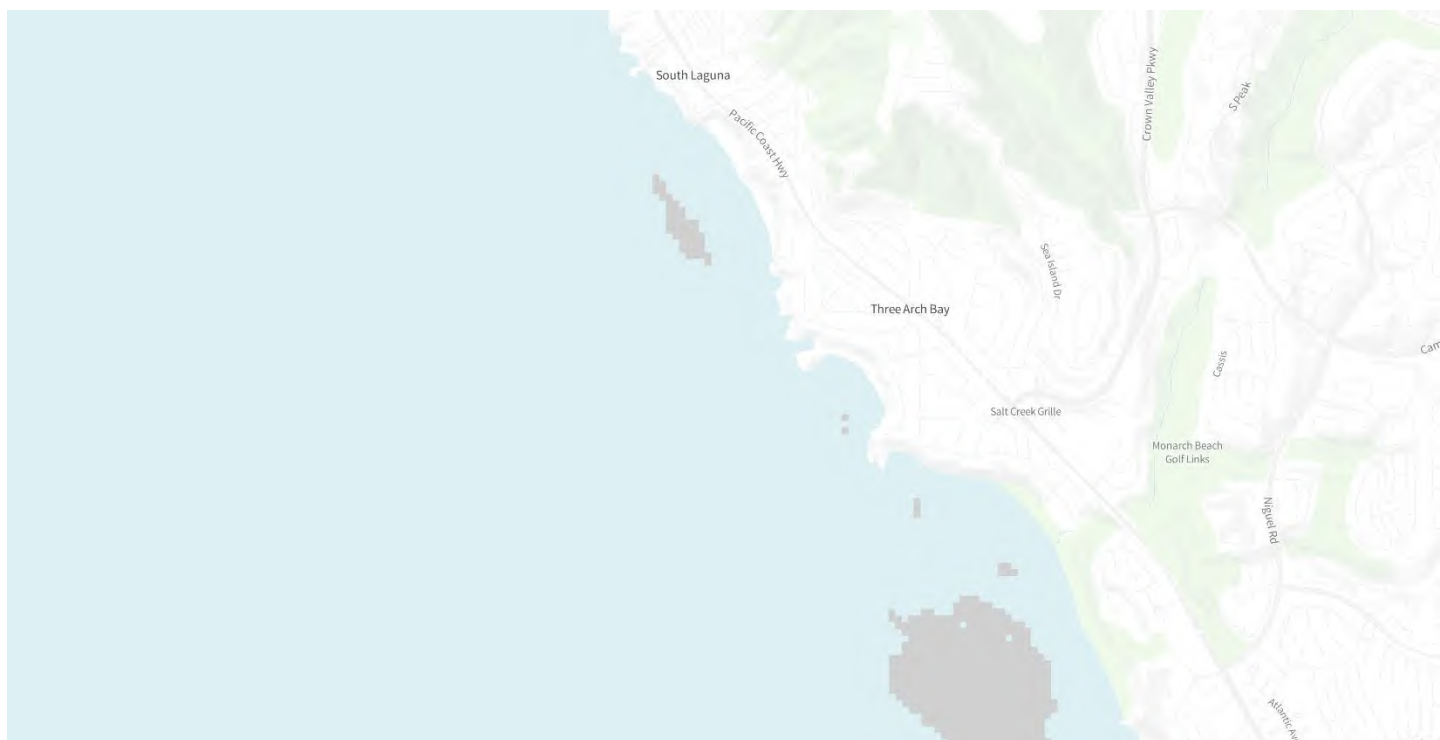 South Laguna
Pacific Coast Hwy
Crown Valley Pkwy
S Peak
Sea Island Dr
Three Arch Bay
Cassis
Salt Creek Grille
Monarch Beach
Golf Links
Niguel Rd